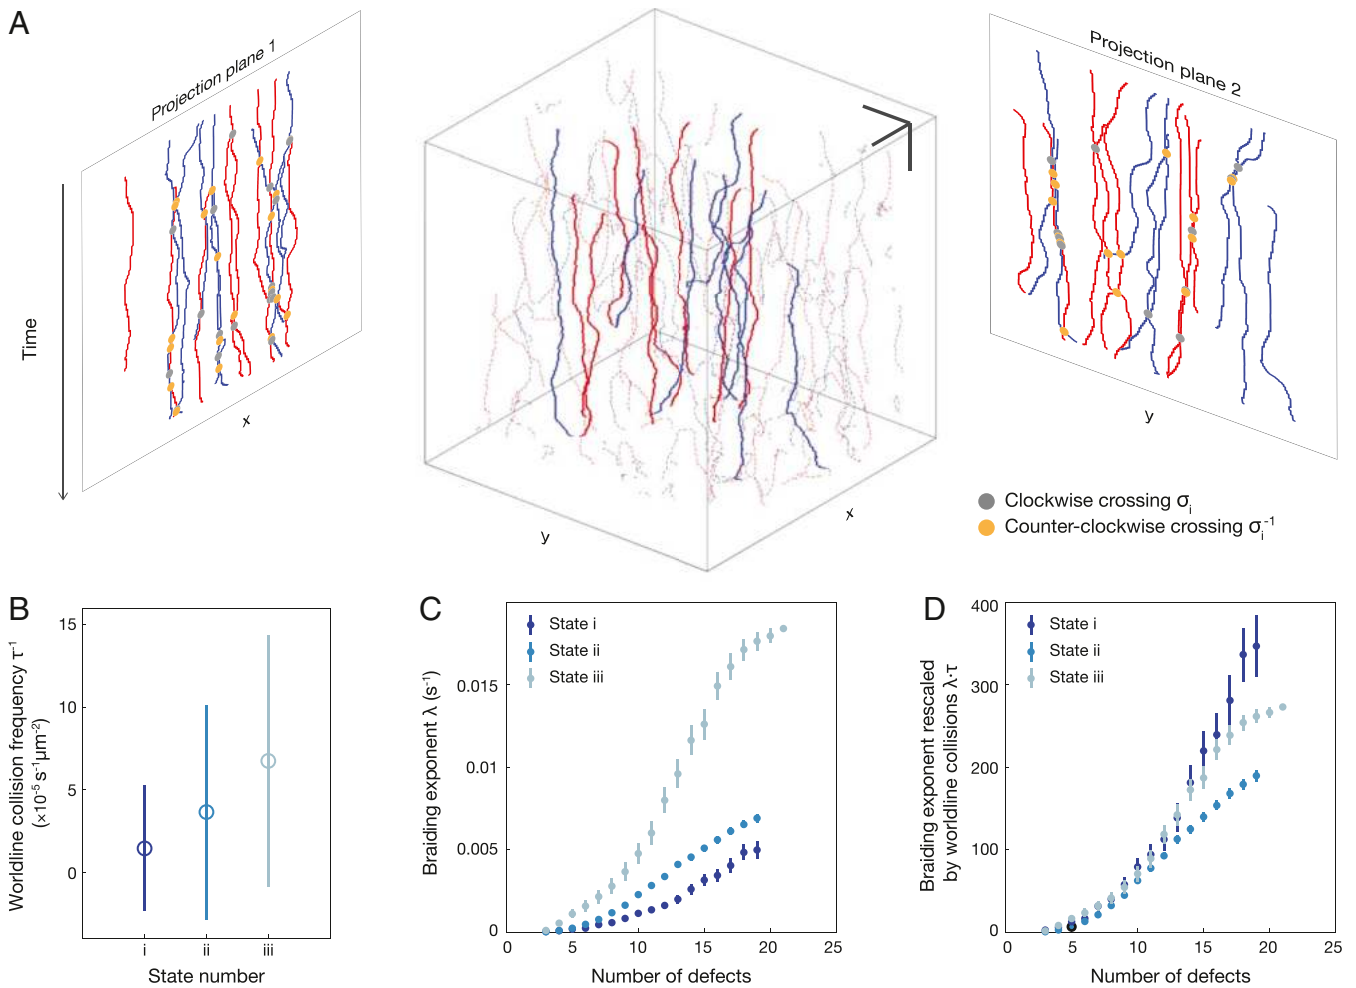 A
Projection plane 1
Time
x
y
x
Projection plane 2
y
Clockwise crossing σi
Counter-clockwise crossing σi-1
B
Worldline collision frequency τ-1
(×10-5 s-1μm-2)
15
10
5
0
i
ii
iii
State number
C
State i
State ii
State iii
Braiding exponent λ (s-1)
0.015
0.01
0.005
0
0
5
10
15
20
25
Number of defects
D
State i
State ii
State iii
Braiding exponent rescaled
by worldline collisions λ·τ
400
300
200
100
0
0
5
10
15
20
25
Number of defects